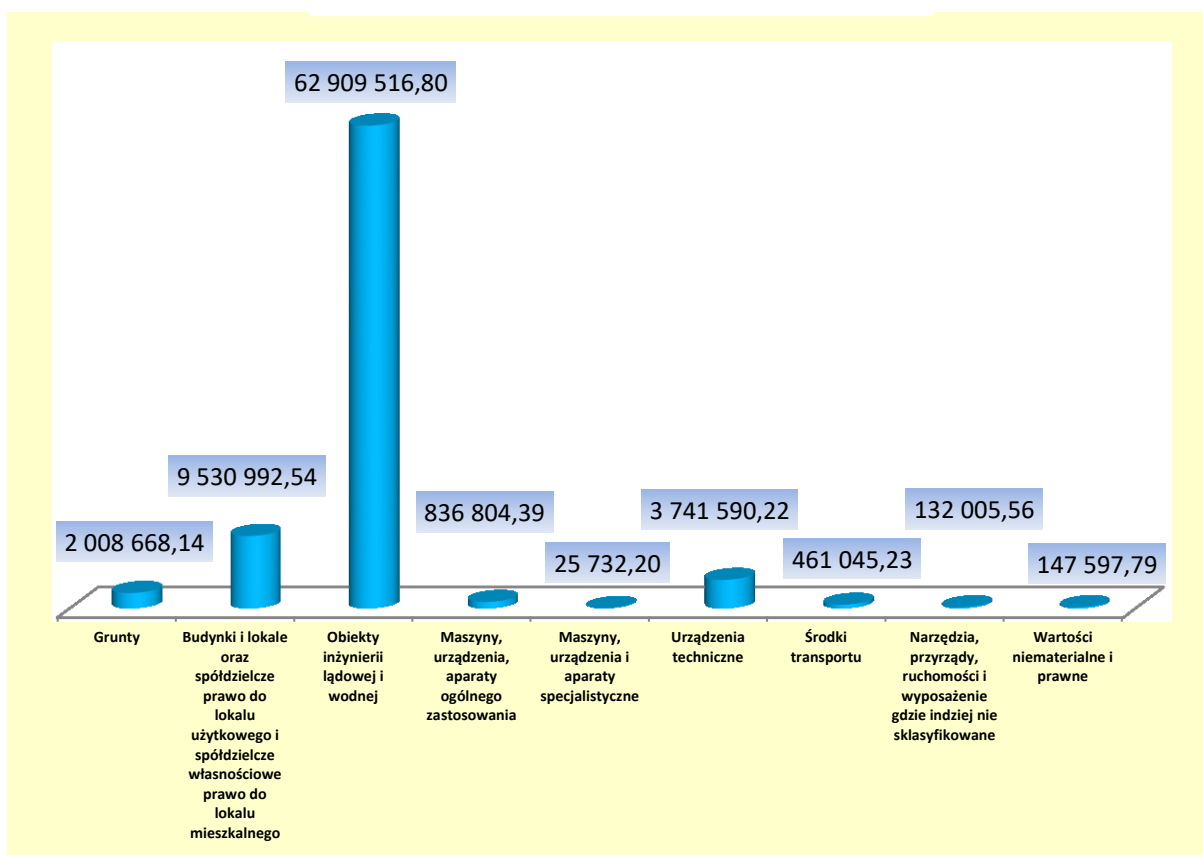 62 909 516,80
9 530 992,54
2 008 668,14
836 804,39
25 732,20
3 741 590,22
461 045,23
132 005,56
147 597,79
Grunty
Budynki i lokale
oraz
spółdzielcze
prawo do
lokalu
użytkowego i
spółdzielcze
własnościowe
prawo do
lokalu
mieszkalnego
Obiekty
inżynierii
lądowej i
wodnej
Maszyny,
urządzenia,
aparaty
ogólnego
zastosowania
Maszyny,
urządzenia i
aparaty
specjalistyczne
Urządzenia
techniczne
Środki
transportu
Narzędzia,
przyrządy,
ruchomości i
wyposażenie
gdzie indziej nie
sklasyfikowane
Wartości
niematerialne i
prawne